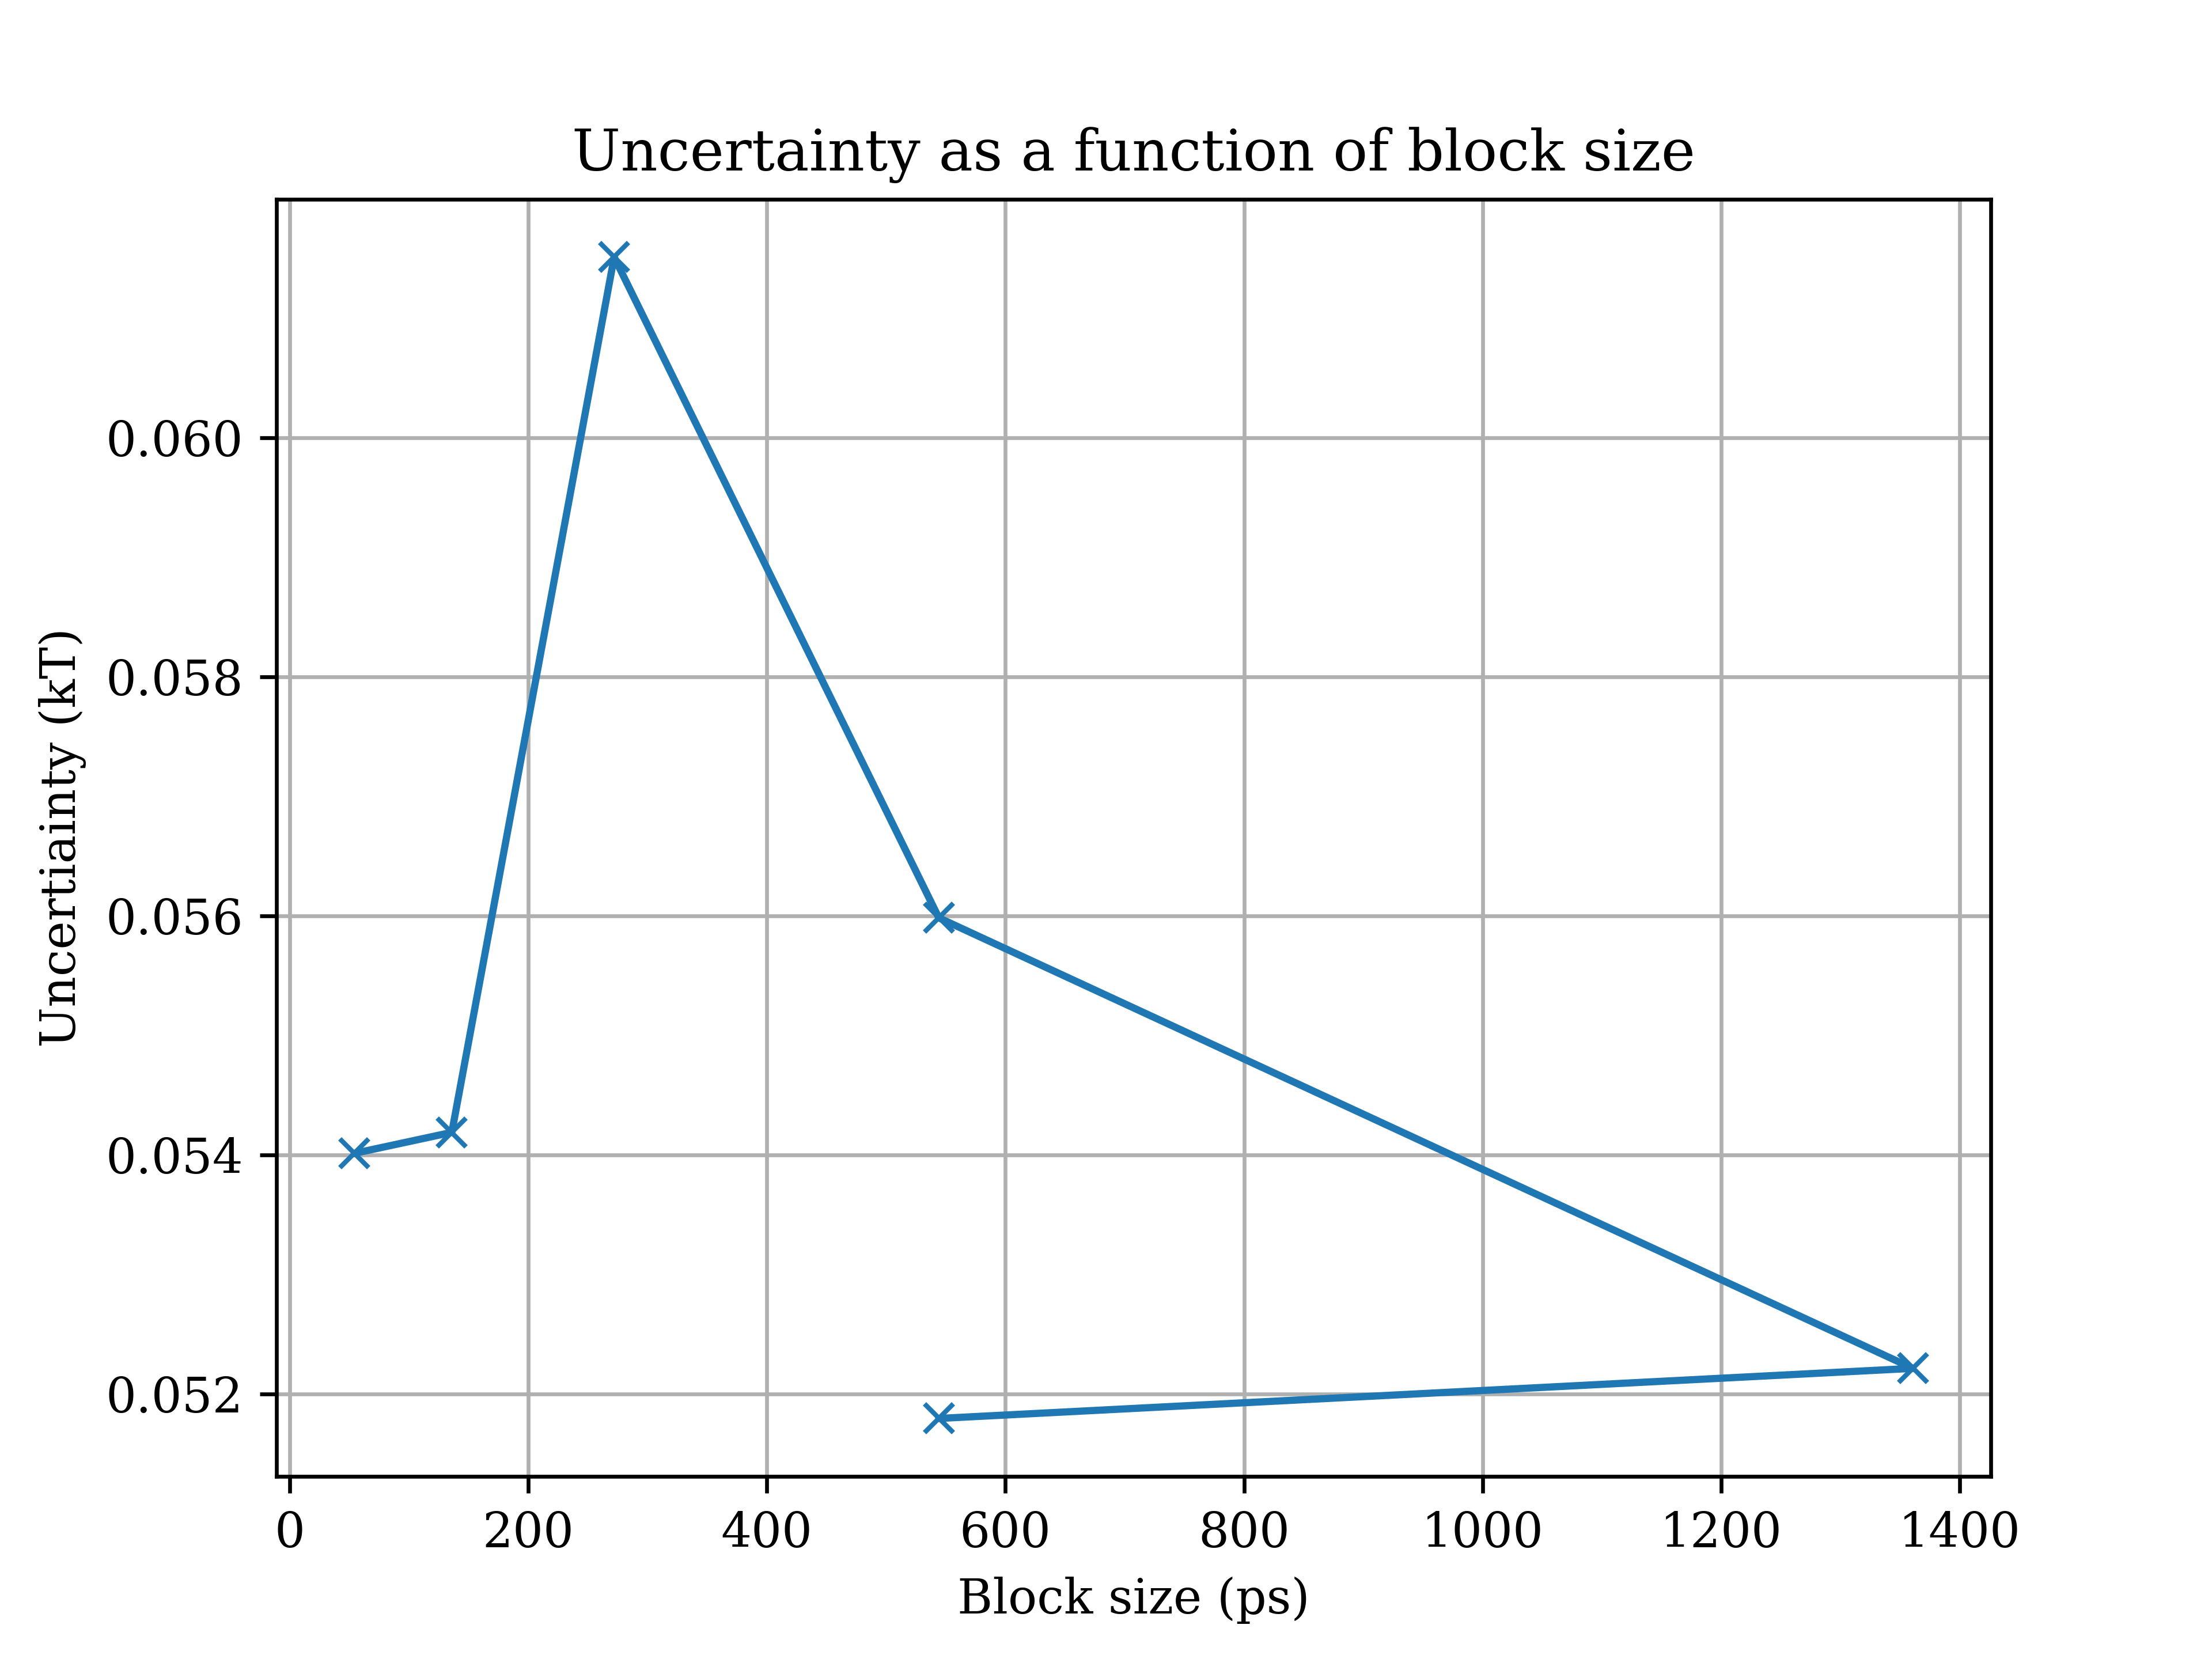 Uncertainty as a function of block size
Uncertiainty (kT)
0.060
0.058
0.056
0.054
0.052
0 200 400 600 800 1000 1200 1400
Block size (ps)